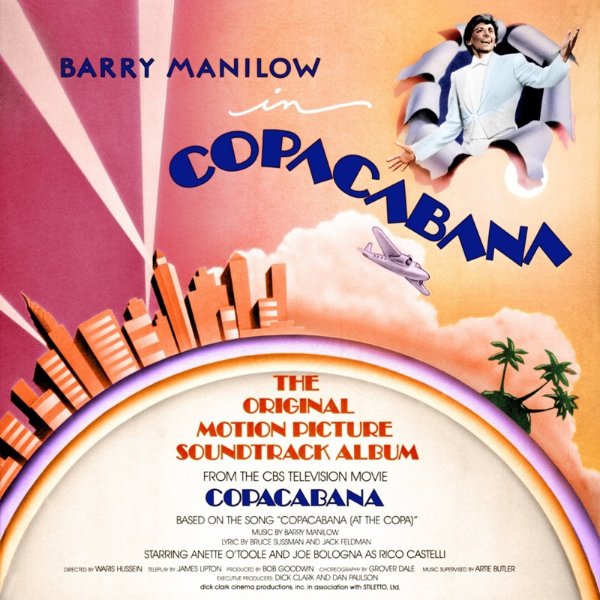 BARRY MANILOW
in
COPACABANA
THE
ORIGINAL
MOTION PICTURE
SOUNDTRACK ALBUM
FROM THE CBS TELEVISION MOVIE
COPACABANA
BASED ON THE SONG "COPACABANA (AT THE COPA)"
MUSIC BY BARRY MANILOW
LYRIC BY BRUCE SUSSMAN AND JACK FELDMAN
STARRING ANETTE O'TOOLE AND JOE BOLOGNA AS RICO CASTELLI
DIRECTED BY WARIS HUSSEIN TELEPLAY BY JAMES LIPTON PRODUCED BY BOB GOODWIN CHOREOGRAPHY BY GROVER DALE MUSIC SUPERVISED BY ARTIE BUTLER
EXECUTIVE PRODUCERS DICK CLARK AND DAN PAULSON
dick clark cinema productions, inc. in association with STILETTO, Ltd.